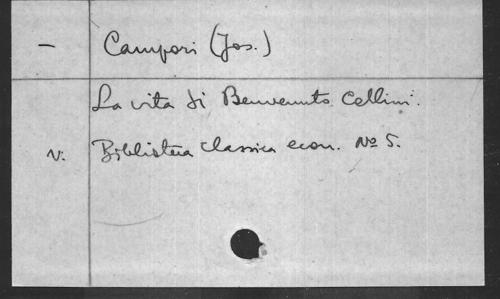 — Campori (Jos.)
La vita di Benvenuto Cellini.
v. Biblioteca classica econ. No 5.